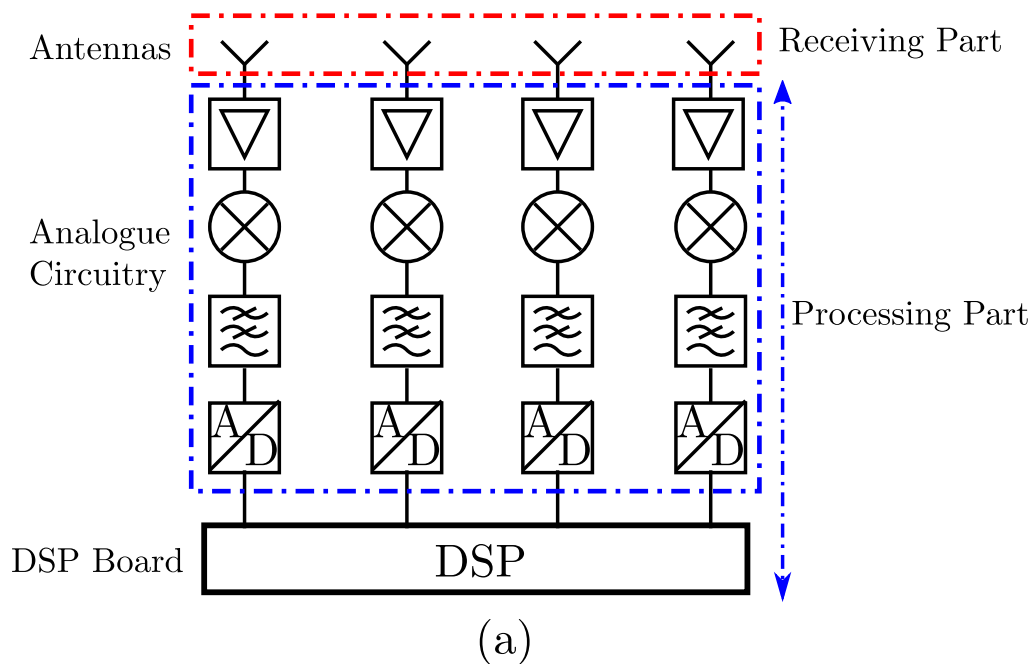 Antennas
Receiving Part
Analogue
Circuitry
Processing Part
A D
A D
A D
A D
DSP Board
DSP
(a)